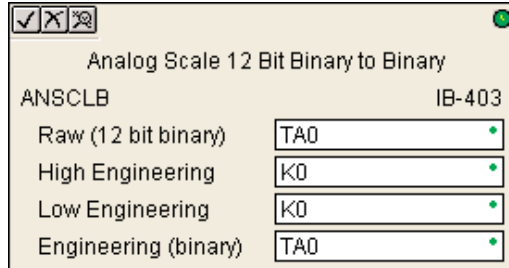 Analog Scale 12 Bit Binary to Binary
ANSCLB IB-403
Raw (12 bit binary) TA0
High Engineering K0
Low Engineering K0
Engineering (binary) TA0